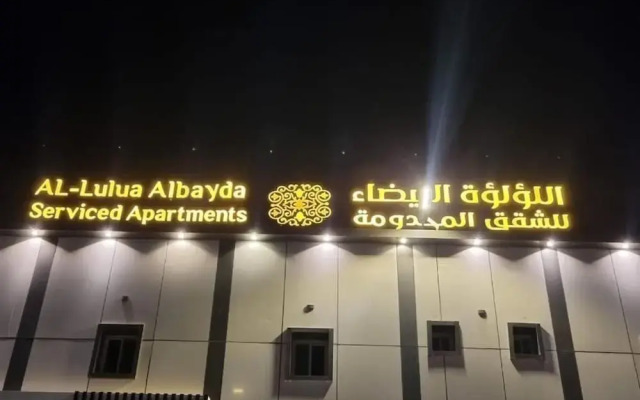 AL-Lulua Albayda
Serviced Apartments
اللؤلؤة البيضاء
للشقق المخدومة